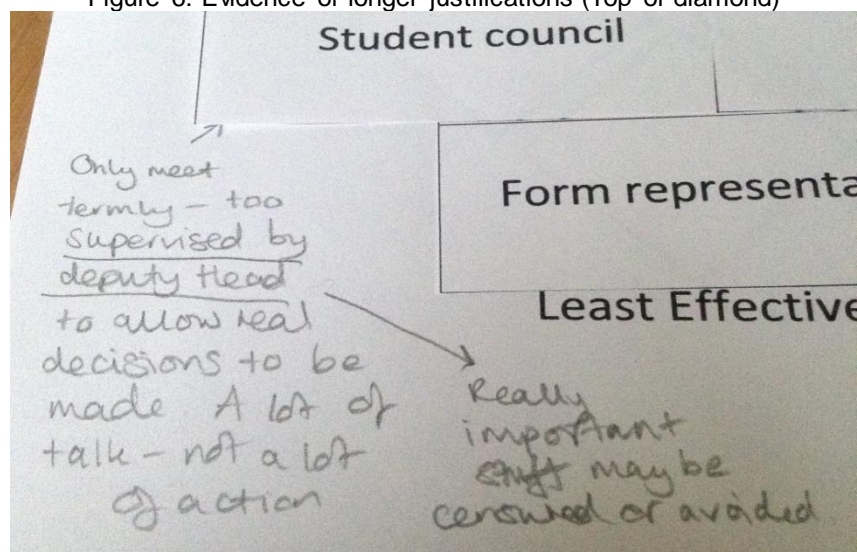 Figure 6: Evidence of longer justifications (Top of diamond)
Student council
Form representa
Least Effective
Only meet
termly – too
supervised by
deputy Head
to allow real
decisions to be
made A lot of
talk – not a lot
of action
Really
important
stuff may be
censured or avoided